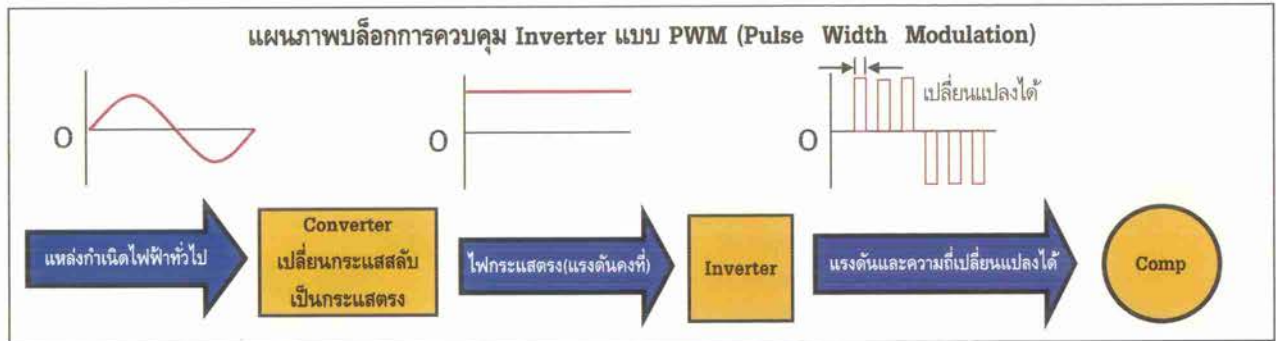 แผนภาพบล็อกการควบคุม Inverter แบบ PWM (Pulse Width Modulation)
เปลี่ยนแปลงได้
O
O
O
แหล่งกำเนิดไฟฟ้าทั่วไป
Converter
เปลี่ยนกระแสสลับ
เป็นกระแสตรง
ไฟกระแสตรง(แรงดันคงที่)
Inverter
แรงดันและความถี่เปลี่ยนแปลงได้
Comp